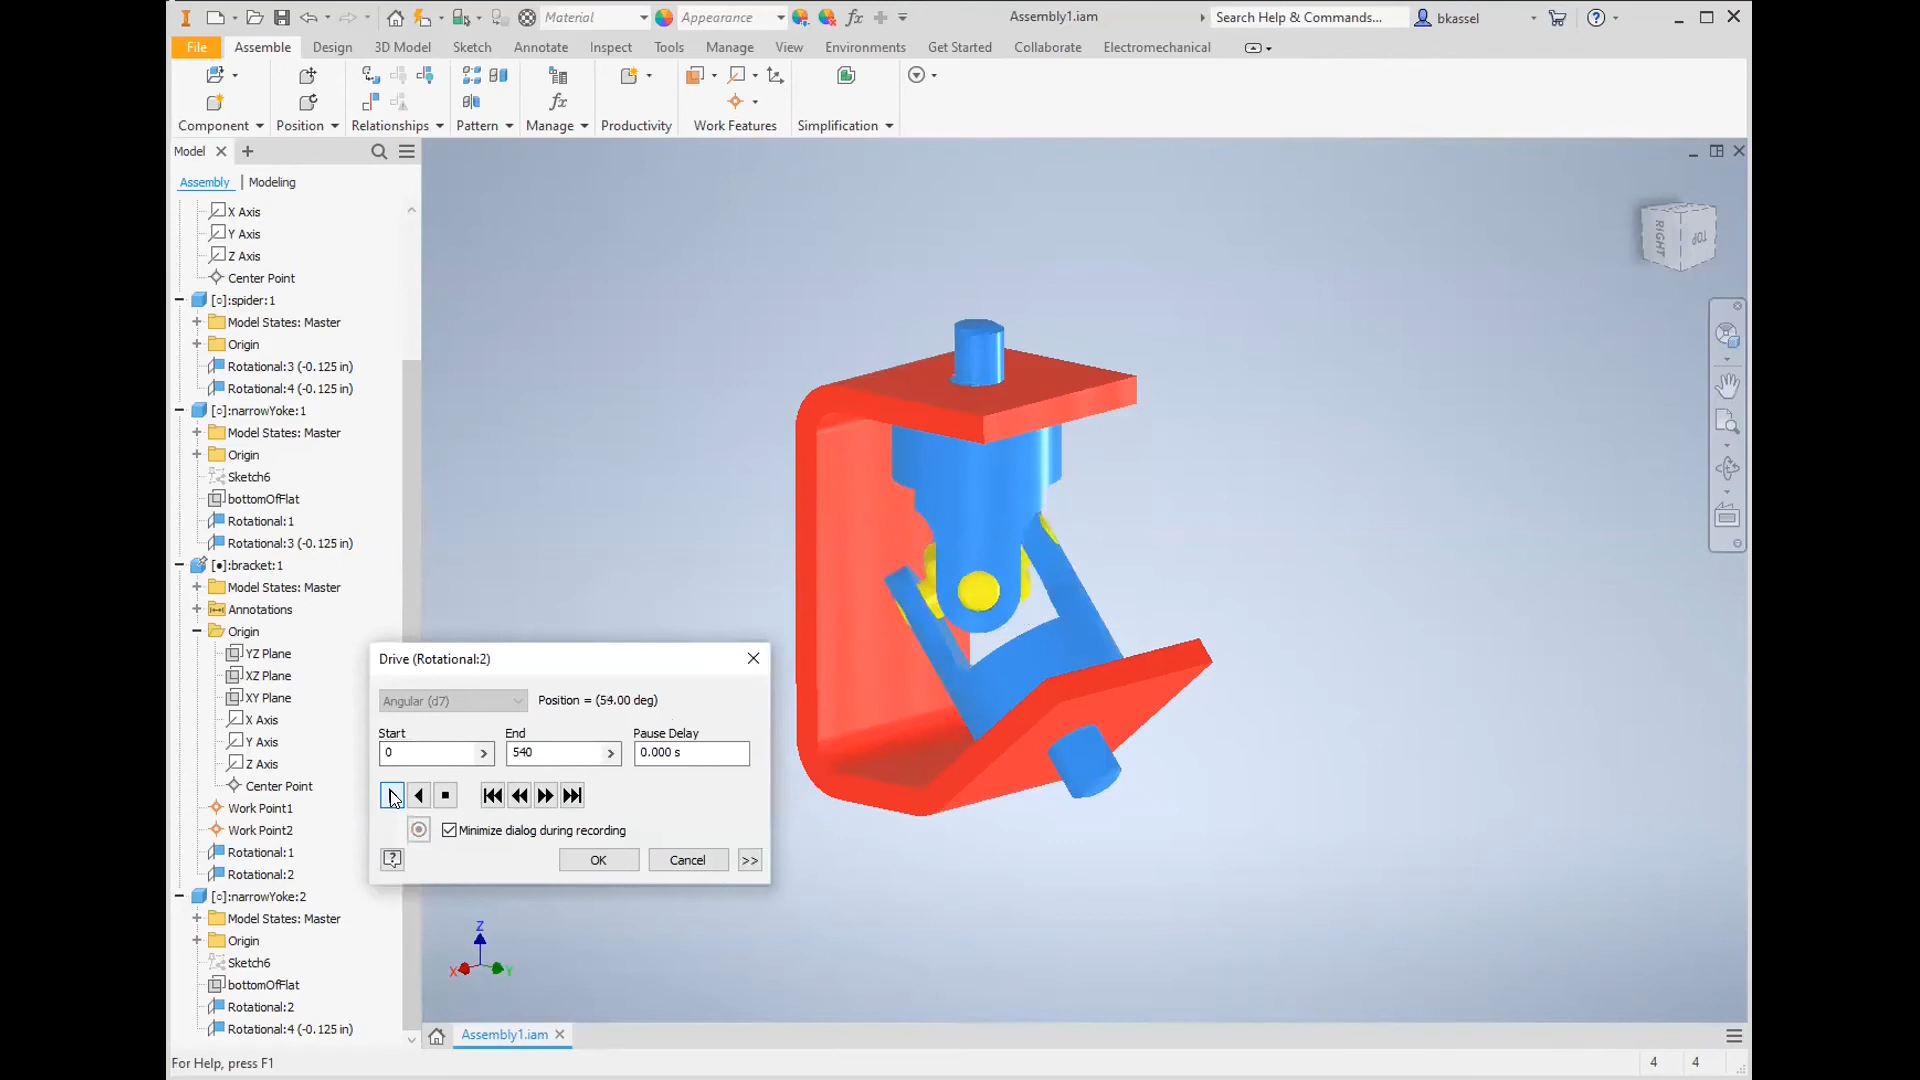 Material
Appearance
fx
Assembly1.iam
Search Help & Commands...
bkassel
File
Assemble
Design
3D Model
Sketch
Annotate
Inspect
Tools
Manage
View
Environments
Get Started
Collaborate
Electromechanical
fx
Component
Position
Relationships
Pattern
Manage
Productivity
Work Features
Simplification
Model
Assembly
Modeling
X Axis
Y Axis
Z Axis
Center Point
[○]:spider:1
Model States: Master
Origin
Rotational:3 (-0.125 in)
Rotational:4 (-0.125 in)
[○]:narrowYoke:1
Model States: Master
Origin
Sketch6
bottomOfFlat
Rotational:1
Rotational:3 (-0.125 in)
[●]:bracket:1
Model States: Master
Annotations
Origin
YZ Plane
XZ Plane
XY Plane
X Axis
Y Axis
Z Axis
Center Point
Work Point1
Work Point2
Rotational:1
Rotational:2
[○]:narrowYoke:2
Model States: Master
Origin
Sketch6
bottomOfFlat
Rotational:2
Rotational:4 (-0.125 in)
RIGHT
TOP
Drive (Rotational:2)
Angular (d7)
Position = (54.00 deg)
Start
End
Pause Delay
0
540
0.000 s
Minimize dialog during recording
OK
Cancel
>>
Z
X
Y
Assembly1.iam
For Help, press F1
4
4